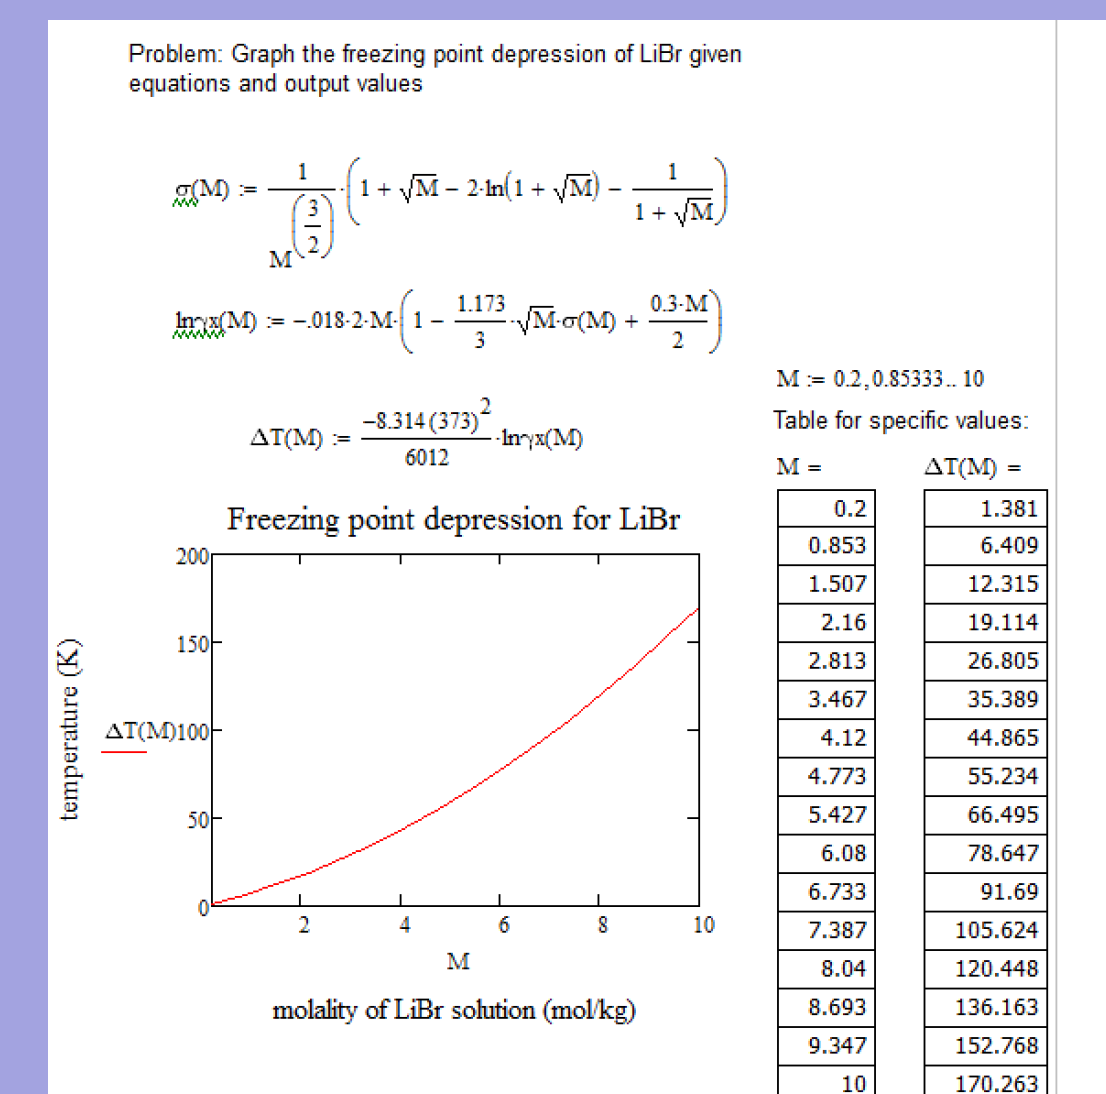 Problem: Graph the freezing point depression of LiBr given
equations and output values
σ(M) := 1/M^(3/2)·(1 + √M − 2·ln(1 + √M) − 1/(1 + √M))
lnγx(M) := −.018·2·M·(1 − 1.173/3·√M·σ(M) + 0.3·M/2)
ΔT(M) := −8.314(373)^2/6012·lnγx(M)
M := 0.2,0.85333.. 10
Table for specific values:
M = ΔT(M) =
0.2 1.381
0.853 6.409
1.507 12.315
2.16 19.114
2.813 26.805
3.467 35.389
4.12 44.865
4.773 55.234
5.427 66.495
6.08 78.647
6.733 91.69
7.387 105.624
8.04 120.448
8.693 136.163
9.347 152.768
10 170.263
Freezing point depression for LiBr
200
150
100
50
0
temperature (K)
ΔT(M)
2 4 6 8 10
M
molality of LiBr solution (mol/kg)